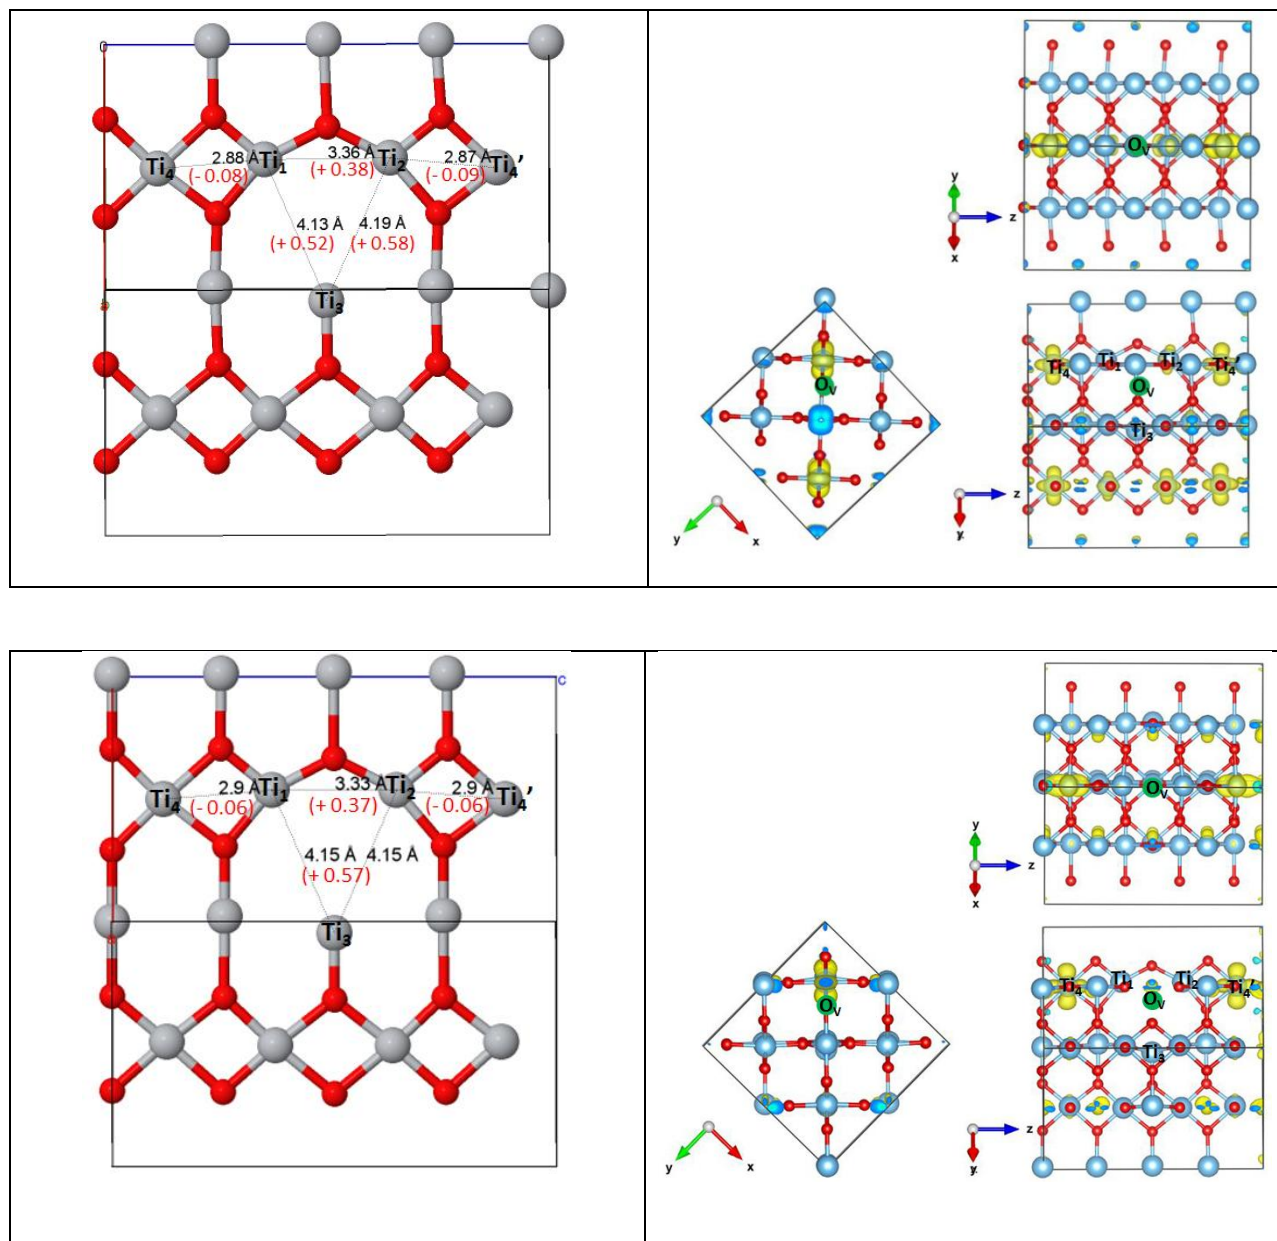 2.88 Å 3.36 Å 2.87 Å
Ti4 Ti1 Ti2 Ti4'
(- 0.08) (+ 0.38) (- 0.09)
4.13 Å 4.19 Å
(+ 0.52) (+ 0.58)
Ti3
OV
y
z
x
OV
y
x
Ti4 Ti1 Ti2 Ti4'
OV
Ti3
z
c
2.9 Å 3.33 Å 2.9 Å
Ti4 Ti1 Ti2 Ti4'
(- 0.06) (+ 0.37) (- 0.06)
4.15 Å 4.15 Å
(+ 0.57)
Ti3
OV
y
z
x
OV
y
x
Ti4 Ti1 Ti2 Ti4'
OV
Ti3
z